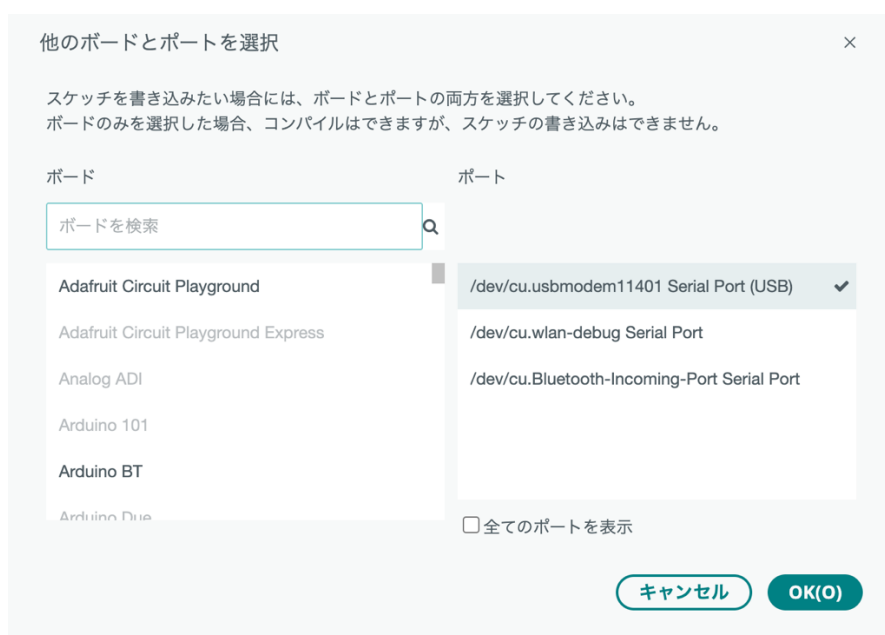 他のボードとポートを選択
スケッチを書き込みたい場合には、ボードとポートの両方を選択してください。
ボードのみを選択した場合、コンパイルはできますが、スケッチの書き込みはできません。
ボード
ポート
ボードを検索
Adafruit Circuit Playground
Adafruit Circuit Playground Express
Analog ADI
Arduino 101
Arduino BT
Arduino Due
/dev/cu.usbmodem11401 Serial Port (USB)
/dev/cu.wlan-debug Serial Port
/dev/cu.Bluetooth-Incoming-Port Serial Port
全てのポートを表示
キャンセル
OK(O)